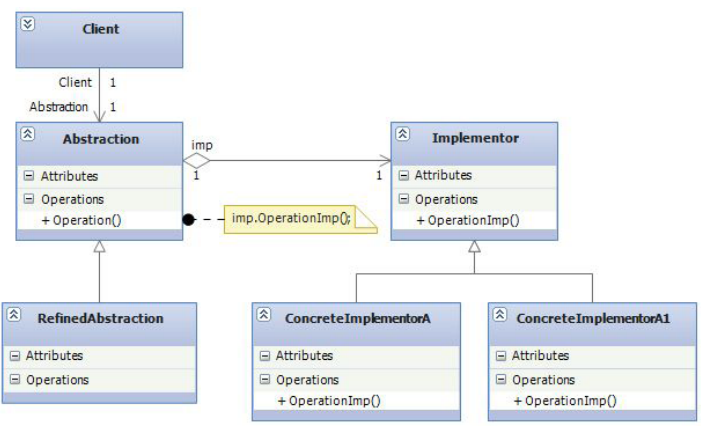 Client
Client 1
Abstraction 1
Abstraction
Attributes
Operations
+ Operation()
imp
1
1
imp.OperationImp();
Implementor
Attributes
Operations
+ OperationImp()
RefinedAbstraction
Attributes
Operations
ConcreteImplementorA
Attributes
Operations
+ OperationImp()
ConcreteImplementorA1
Attributes
Operations
+ OperationImp()